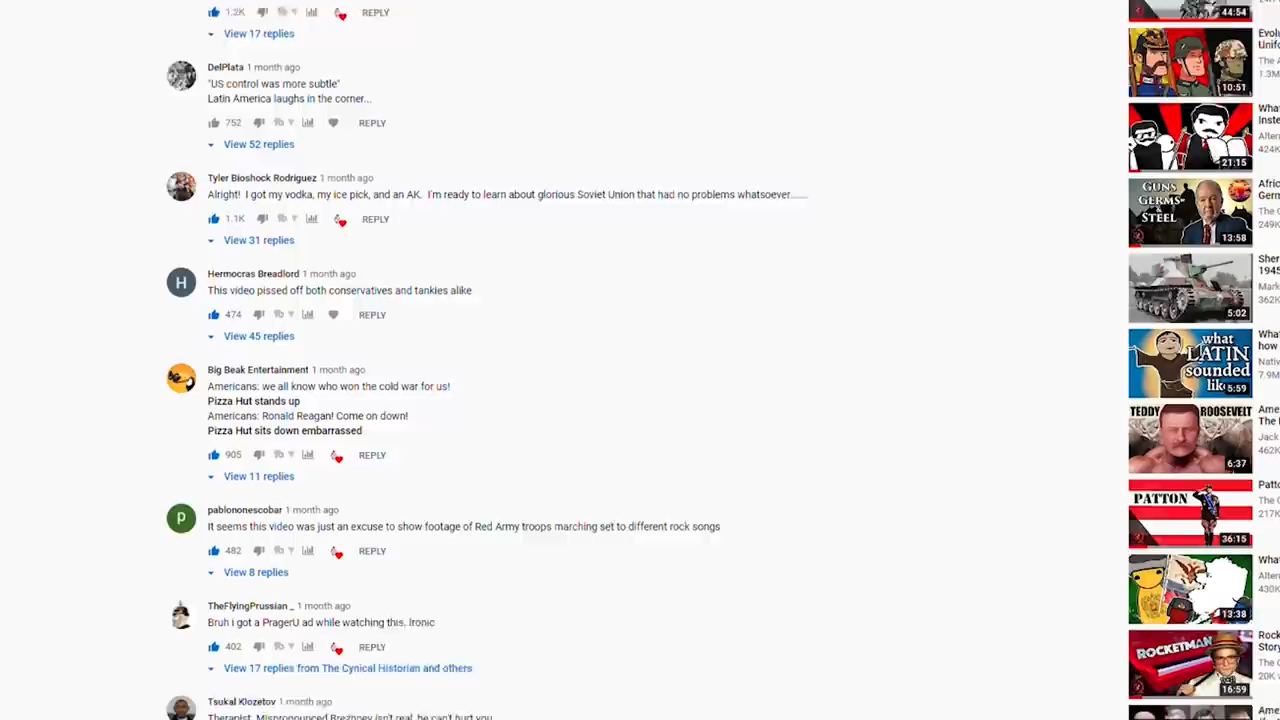 1.2K REPLY
View 17 replies
DelPlata 1 month ago
"US control was more subtle"
Latin America laughs in the corner...
752 REPLY
View 52 replies
Tyler Bioshock Rodriguez 1 month ago
Alright! I got my vodka, my ice pick, and an AK. I'm ready to learn about glorious Soviet Union that had no problems whatsoever......
1.1K REPLY
View 31 replies
H
Hermocras Breadlord 1 month ago
This video pissed off both conservatives and tankies alike
474 REPLY
View 45 replies
Big Beak Entertainment 1 month ago
Americans: we all know who won the cold war for us!
Pizza Hut stands up
Americans: Ronald Reagan! Come on down!
Pizza Hut sits down embarrassed
905 REPLY
View 11 replies
P
pablononescobar 1 month ago
It seems this video was just an excuse to show footage of Red Army troops marching set to different rock songs
482 REPLY
View 8 replies
TheFlyingPrussian _ 1 month ago
Bruh i got a PragerU ad while watching this. Ironic
402 REPLY
View 17 replies from The Cynical Historian and others
Tsukal Klozetov 1 month ago
Therapist, Mispronounced Brezhnev isn't real, he can't hurt you
44:54
Evol
Unifo
The A
1.3M
10:51
What
Inste
Alter
424K
21:15
GUNS
GERMS
&
STEEL
Afric
Germ
The C
249K
13:58
Sher
1945
Mark
362K
5:02
what
LATIN
sounded
lik
What
how
Nativ
7.9M
5:59
TEDDY ROOSEVELT
Ame
The I
Jack
462K
6:37
PATTON
Patto
The C
217K
36:15
What
Alter
430K
13:38
ROCKETMAN
Rock
Story
The C
20K
16:59
Ame